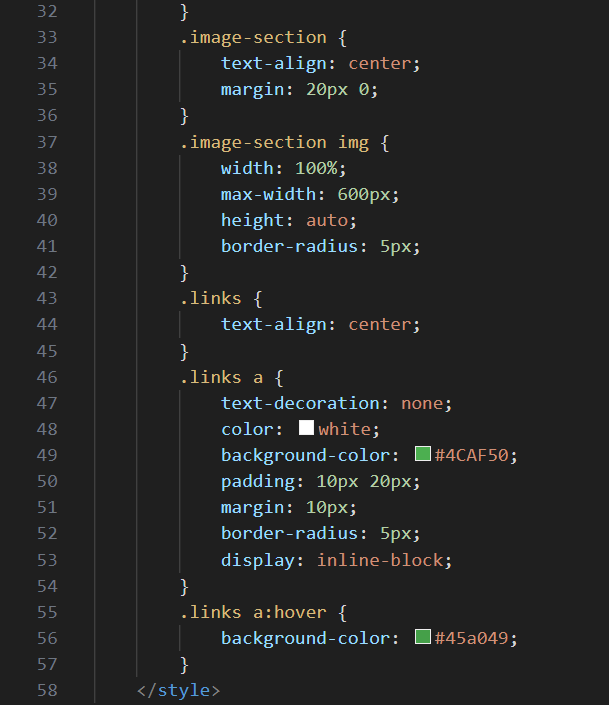 32 }
33 .image-section {
34 text-align: center;
35 margin: 20px 0;
36 }
37 .image-section img {
38 width: 100%;
39 max-width: 600px;
40 height: auto;
41 border-radius: 5px;
42 }
43 .links {
44 text-align: center;
45 }
46 .links a {
47 text-decoration: none;
48 color: white;
49 background-color: #4CAF50;
50 padding: 10px 20px;
51 margin: 10px;
52 border-radius: 5px;
53 display: inline-block;
54 }
55 .links a:hover {
56 background-color: #45a049;
57 }
58 </style>